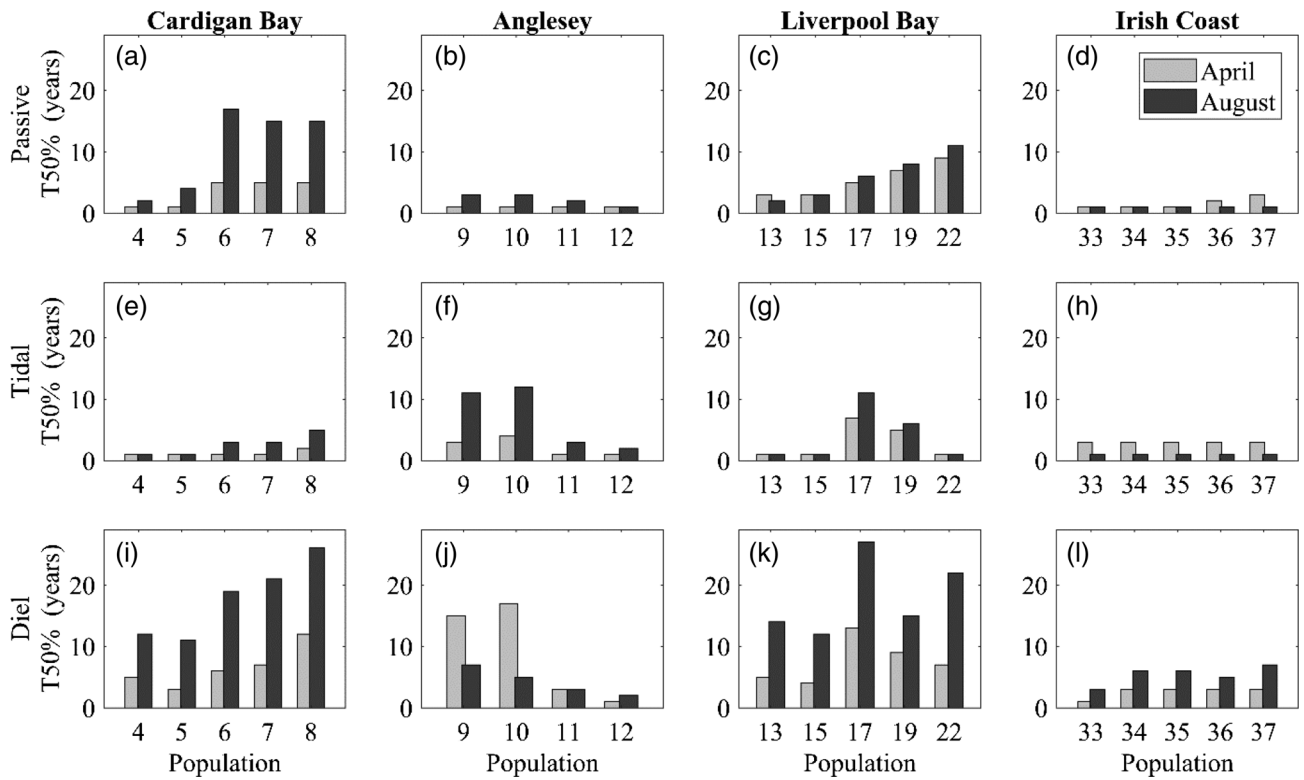 Cardigan Bay Anglesey Liverpool Bay Irish Coast
Passive
T50% (years)
(a) (b) (c) (d)
April
August
20 20 20 20
10 10 10 10
0 0 0 0
4 5 6 7 8 9 10 11 12 13 15 17 19 22 33 34 35 36 37
Tidal
T50% (years)
(e) (f) (g) (h)
20 20 20 20
10 10 10 10
0 0 0 0
4 5 6 7 8 9 10 11 12 13 15 17 19 22 33 34 35 36 37
Diel
T50% (years)
(i) (j) (k) (l)
20 20 20 20
10 10 10 10
0 0 0 0
4 5 6 7 8 9 10 11 12 13 15 17 19 22 33 34 35 36 37
Population Population Population Population